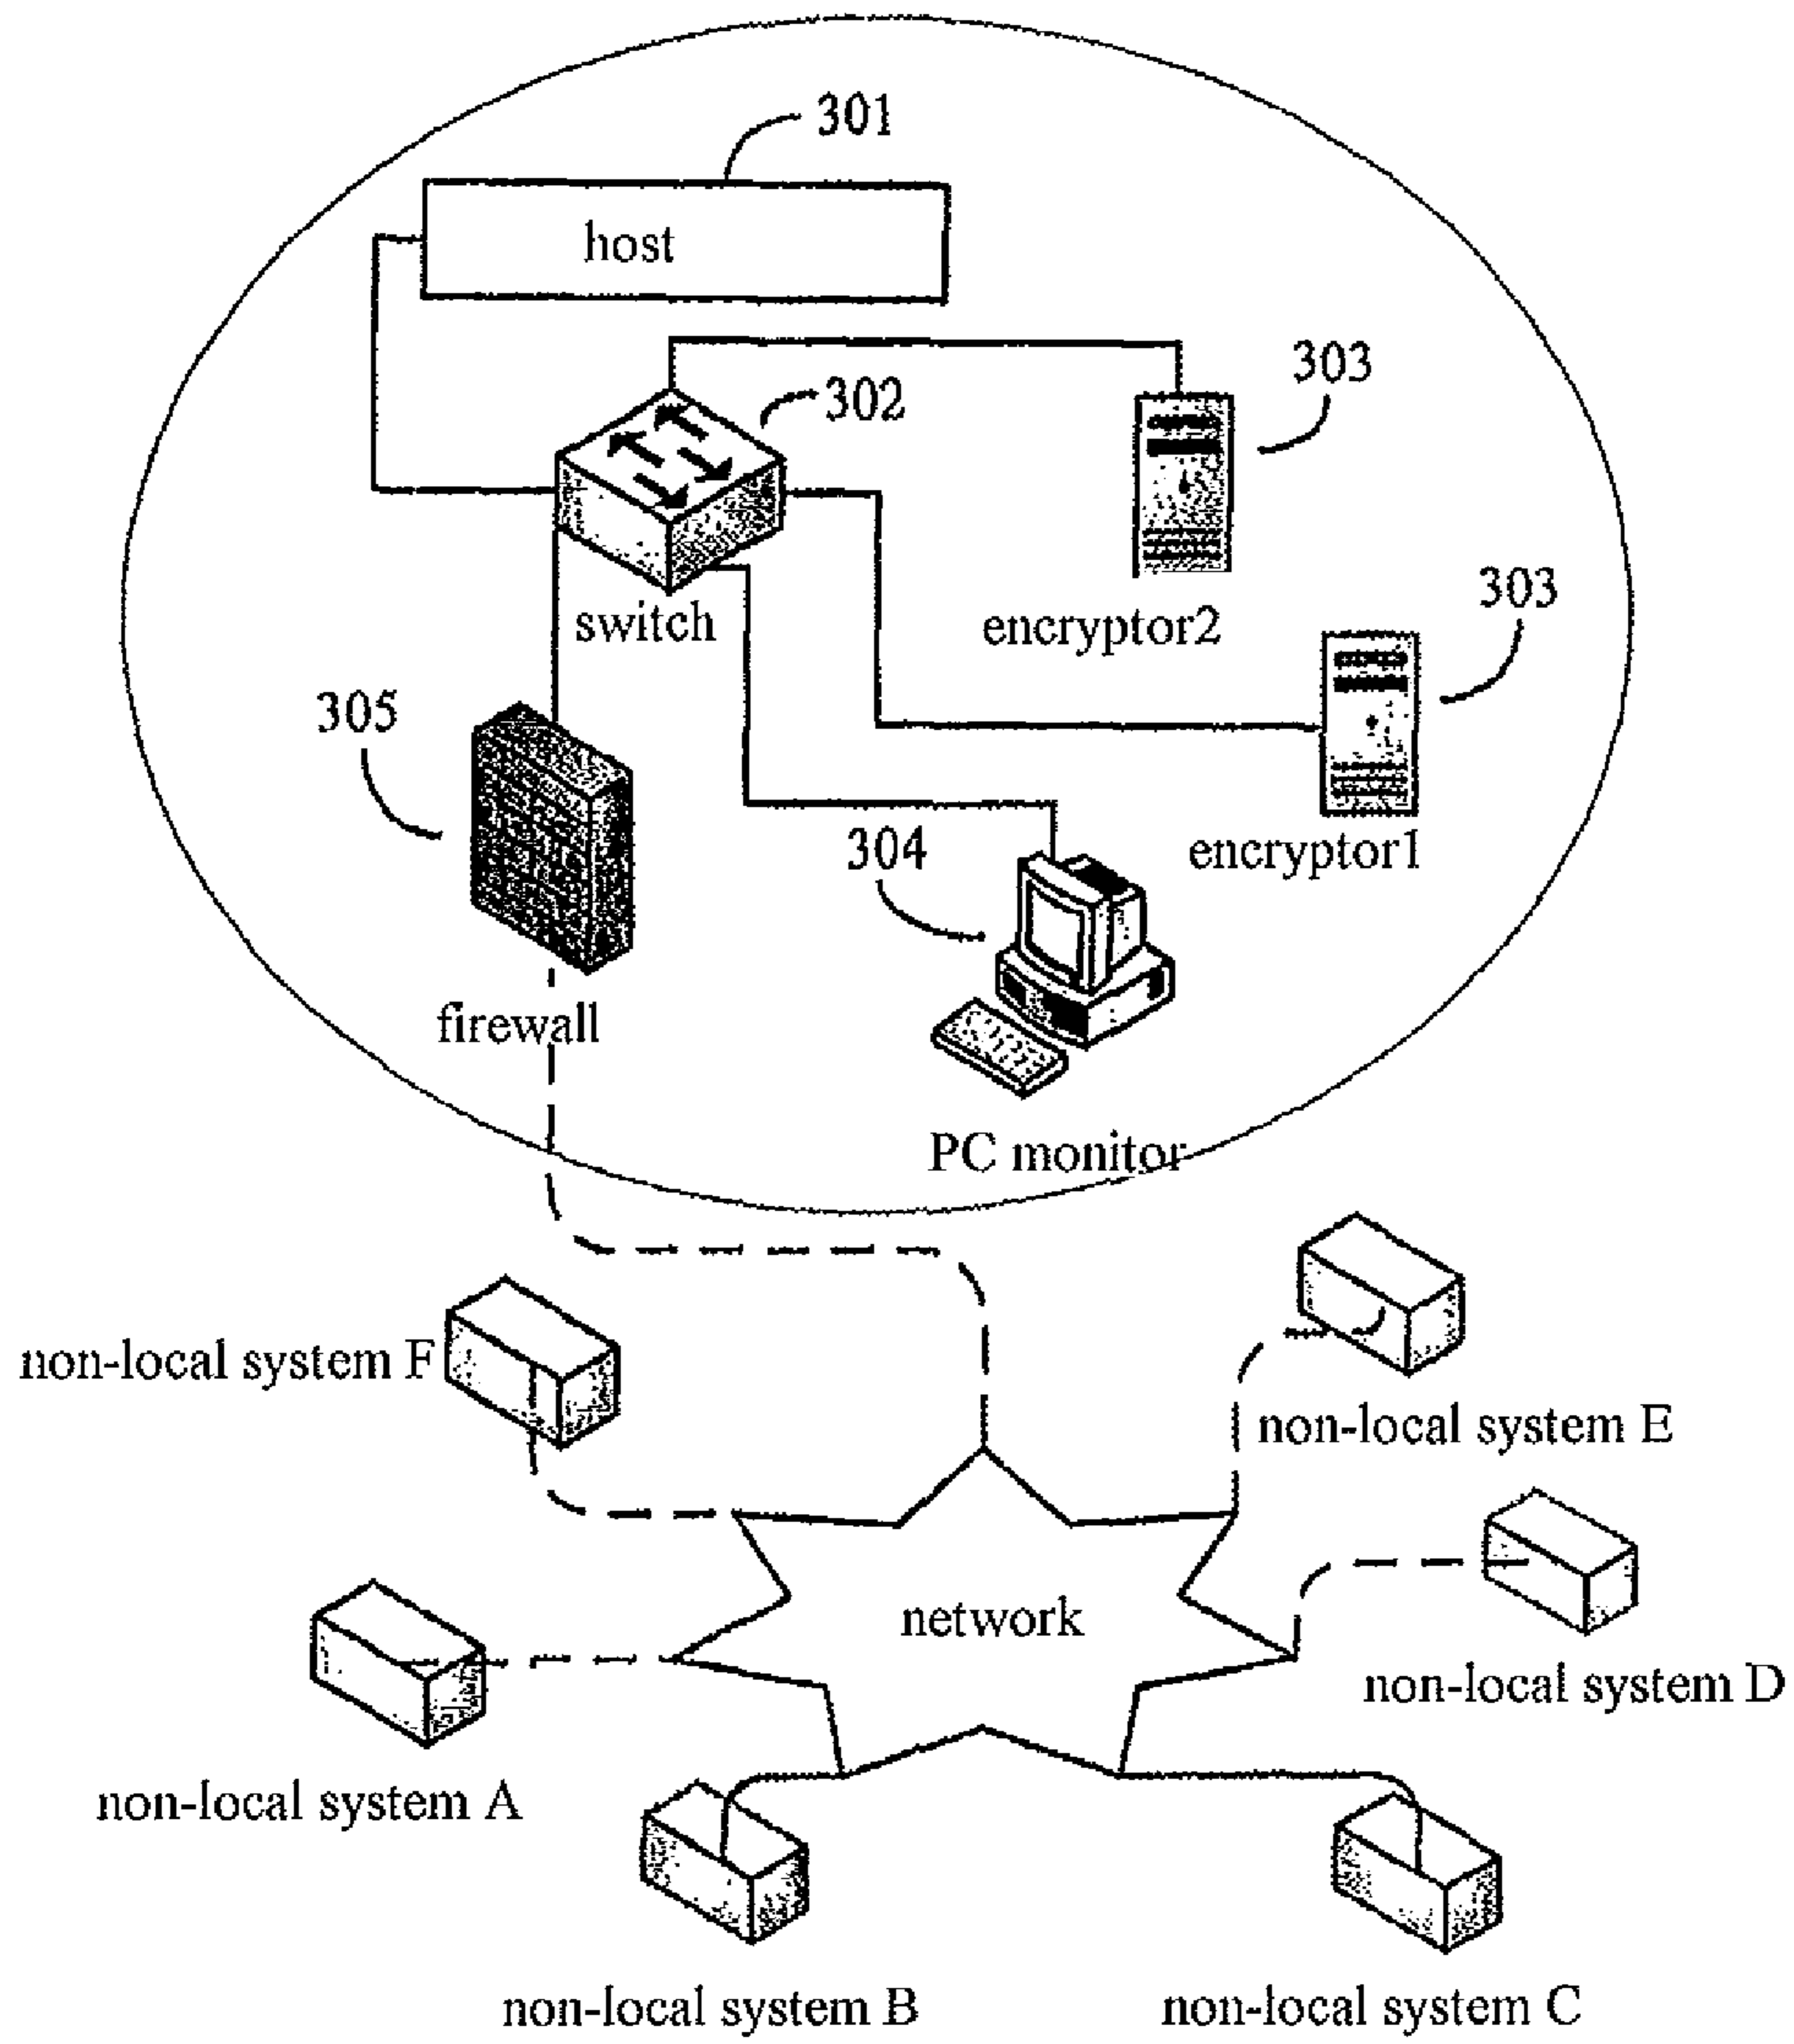 301
host
303
302
303
switch
encryptor2
305
304
encryptor1
firewall
PC monitor
non-local system F
non-local system E
network
non-local system D
non-local system A
non-local system B
non-local system C